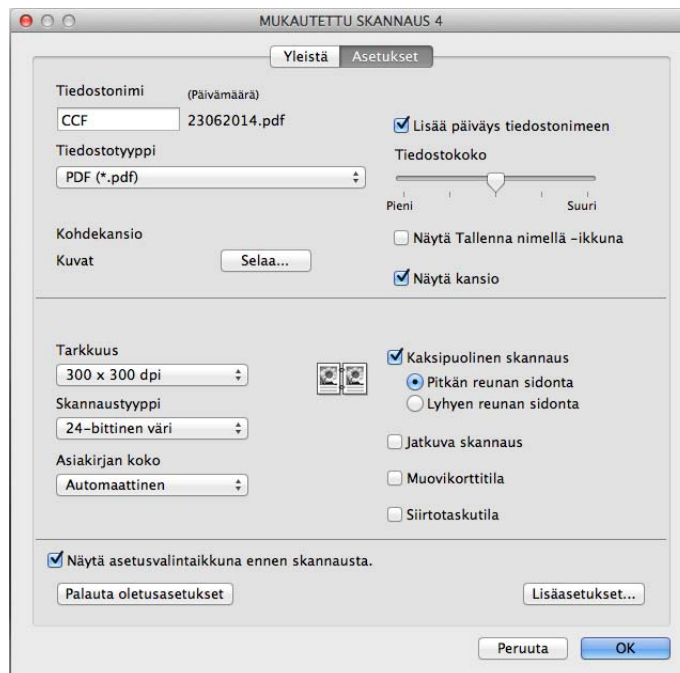 MUKAUTETTU SKANNAUS 4
Yleistä Asetukset
Tiedostonimi (Päivämäärä)
CCF 23062014.pdf
Lisää päiväys tiedostonimeen
Tiedostotyyppi
PDF (*.pdf)
Tiedostokoko
Pieni Suuri
Kohdekansio
Kuvat Selaa...
Näytä Tallenna nimellä -ikkuna
Näytä kansio
Tarkkuus
300 x 300 dpi
Skannaustyyppi
24-bittinen väri
Asiakirjan koko
Automaattinen
Kaksipuolinen skannaus
Pitkän reunan sidonta
Lyhyen reunan sidonta
Jatkuva skannaus
Muovikorttitila
Siirtotaskutila
Näytä asetusvalintaikkuna ennen skannausta.
Palauta oletusasetukset Lisäasetukset...
Peruuta OK